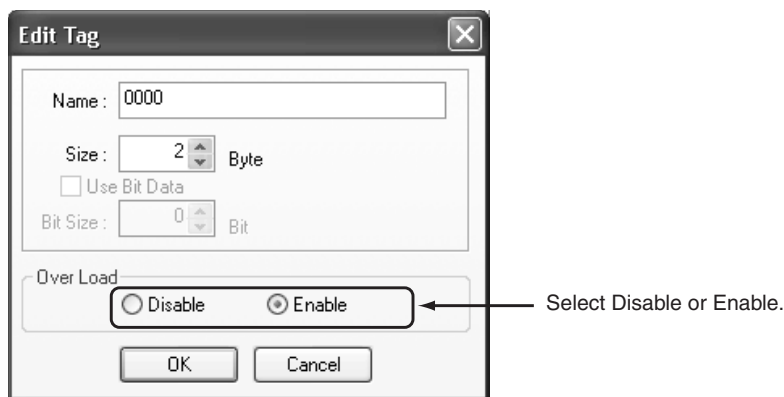 Edit Tag
Name : 0000
Size : 2 Byte
Use Bit Data
Bit Size : 0 Bit
Over Load
Disable Enable
Select Disable or Enable.
OK Cancel